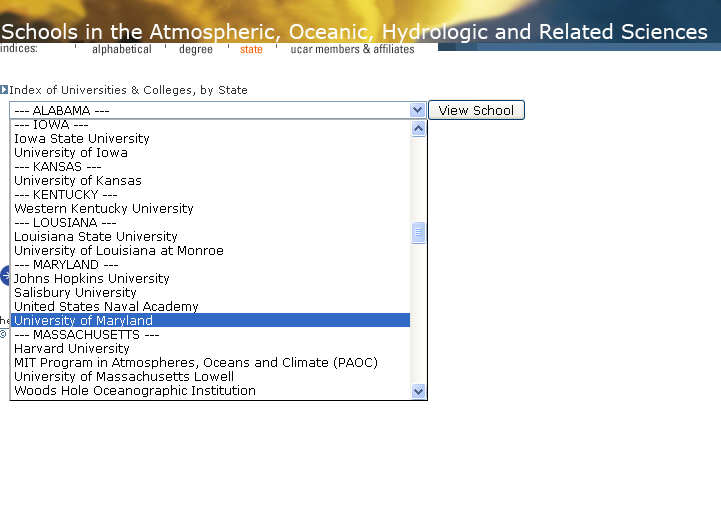 Schools in the Atmospheric, Oceanic, Hydrologic and Related Sciences
indices: alphabetical degree state ucar members & affiliates
Index of Universities & Colleges, by State
--- ALABAMA --- View School
--- IOWA ---
Iowa State University
University of Iowa
--- KANSAS ---
University of Kansas
--- KENTUCKY ---
Western Kentucky University
--- LOUSIANA ---
Louisiana State University
University of Louisiana at Monroe
--- MARYLAND ---
Johns Hopkins University
Salisbury University
United States Naval Academy
University of Maryland
--- MASSACHUSETTS ---
Harvard University
MIT Program in Atmospheres, Oceans and Climate (PAOC)
University of Massachusetts Lowell
Woods Hole Oceanographic Institution